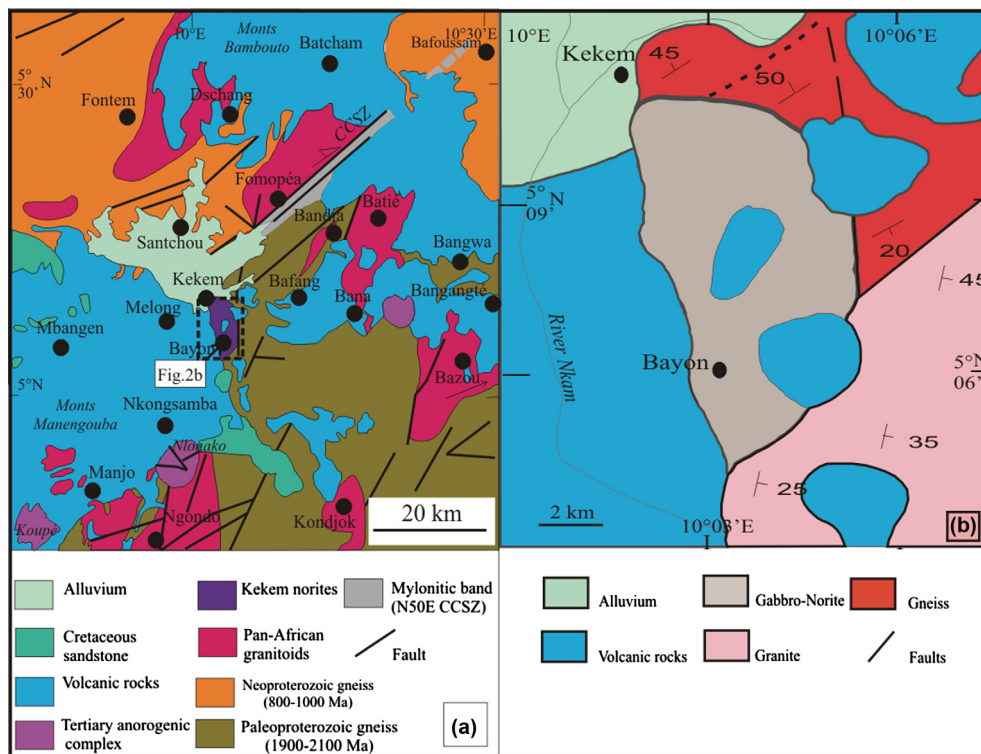 10°E
Monts
Bambouto
Batcham
10°30'
Bafoussam
5°
30' N
Fontem
Dschang
CCSZ
Fomopéa
Batié
Bandja
Santchou
Bangwa
Kekem
Bafang
Bangangté
Melong
Bana
Mbangen
Bayon
Fig.2b
Bazou
5°N
Monts
Manengouba
Nkongsamba
Nlonako
Manjo
Koupé
Ngondo
Kondjok
20 km
10°E
10°06'E
Kekem
45
50
5° N
09'
20
45
River Nkam
Bayon
5°N
06'
35
25
2 km
10°03'E
(b)
Alluvium
Kekem norites
Mylonitic band
(N50E CCSZ)
Cretaceous
sandstone
Pan-African
granitoids
Fault
Volcanic rocks
Neoproterozoic gneiss
(800-1000 Ma)
Tertiary anorogenic
complex
Paleoproterozoic gneiss
(1900-2100 Ma)
(a)
Alluvium
Gabbro-Norite
Gneiss
Volcanic rocks
Granite
Faults